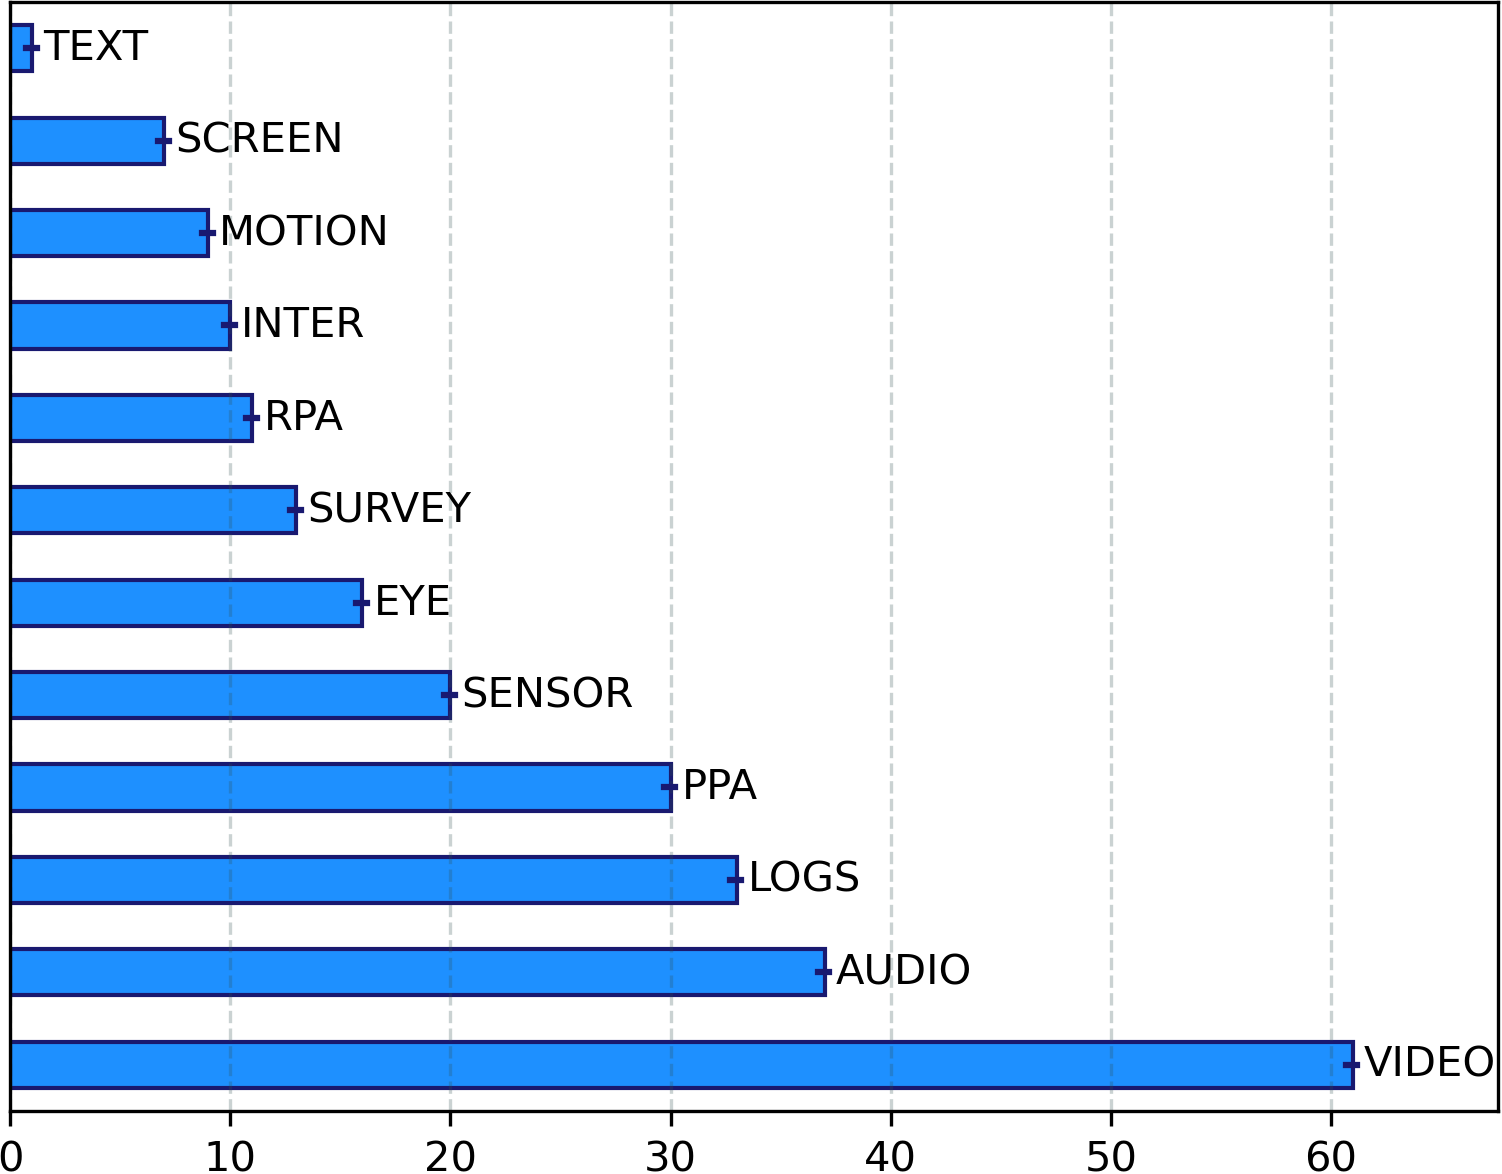 TEXT
SCREEN
MOTION
INTER
RPA
SURVEY
EYE
SENSOR
PPA
LOGS
AUDIO
VIDEO
0 10 20 30 40 50 60